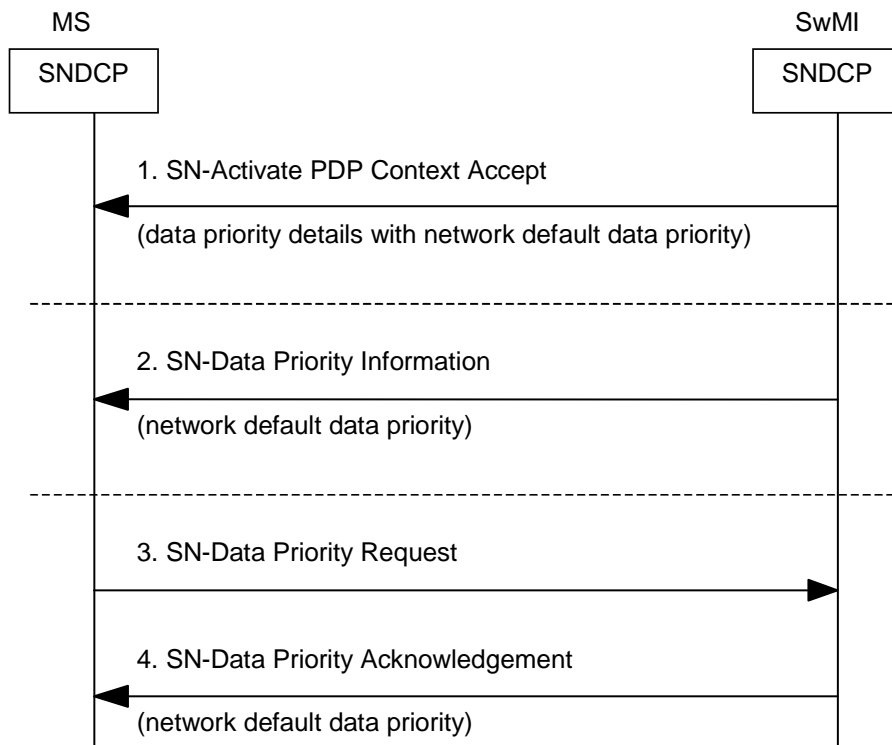 MS
SwMI
SNDCP
SNDCP
1. SN-Activate PDP Context Accept
(data priority details with network default data priority)
2. SN-Data Priority Information
(network default data priority)
3. SN-Data Priority Request
4. SN-Data Priority Acknowledgement
(network default data priority)